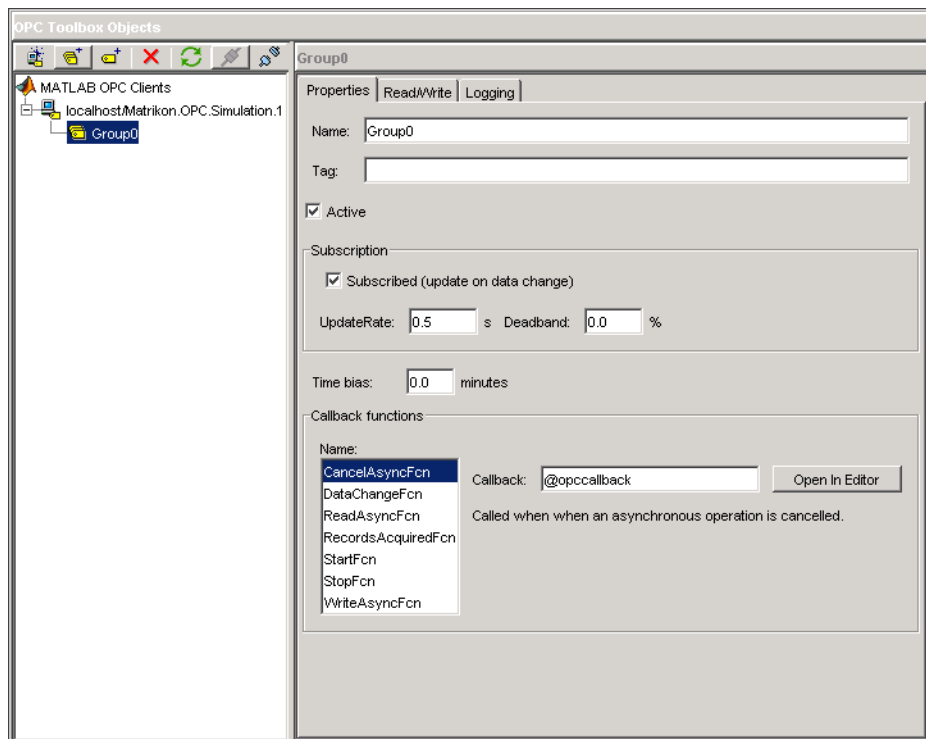 OPC Toolbox Objects
MATLAB OPC Clients
localhost/Matrikon.OPC.Simulation.1
Group0
Group0
Properties Read/Write Logging
Name: Group0
Tag:
Active
Subscription
Subscribed (update on data change)
UpdateRate: 0.5 s Deadband: 0.0 %
Time bias: 0.0 minutes
Callback functions
Name:
CancelAsyncFcn
DataChangeFcn
ReadAsyncFcn
RecordsAcquiredFcn
StartFcn
StopFcn
WriteAsyncFcn
Callback: @opccallback Open In Editor
Called when when an asynchronous operation is cancelled.